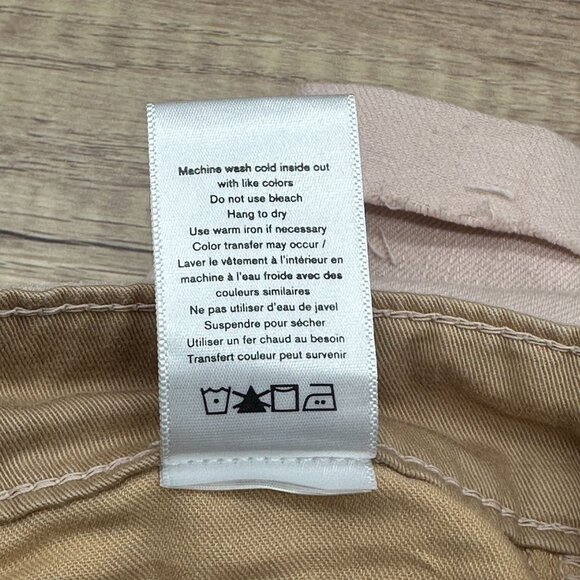 Machine wash cold inside out
with like colors
Do not use bleach
Hang to dry
Use warm iron if necessary
Color transfer may occur /
Laver le vêtement à l'intérieur en
machine à l'eau froide avec des
couleurs similaires
Ne pas utiliser d'eau de javel
Suspendre pour sécher
Utiliser un fer chaud au besoin
Transfert couleur peut survenir